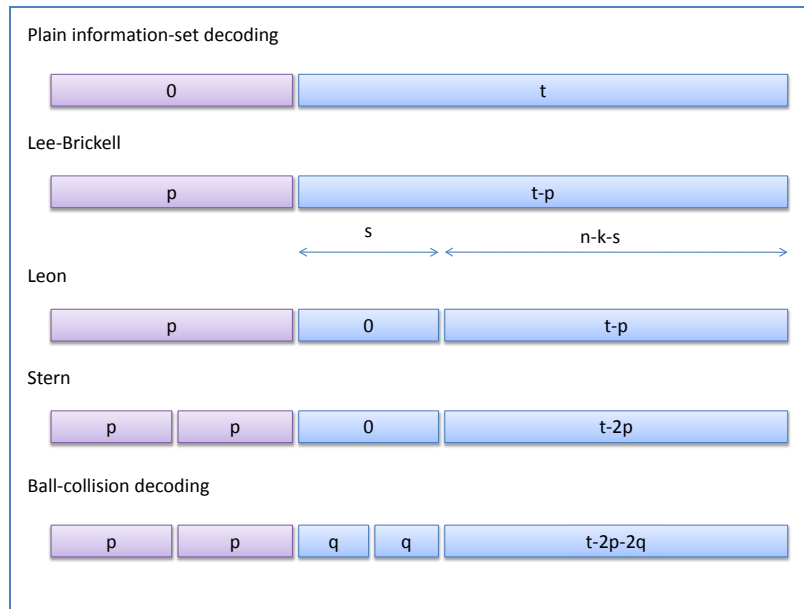 Plain information-set decoding
0 t
Lee-Brickell
p t-p
s n-k-s
Leon
p 0 t-p
Stern
p p 0 t-2p
Ball-collision decoding
p p q q t-2p-2q